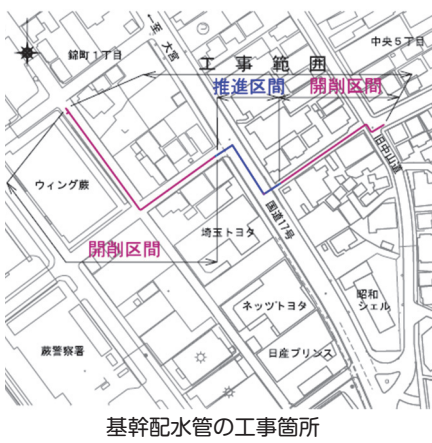 ←至 大宮
錦町1丁目
中央5丁目
工事範囲
推進区間
開削区間
旧中山道
ウィング蕨
国道17号
埼玉トヨタ
開削区間
ネッツトヨタ
昭和
シェル
蕨警察署
日産プリンス
基幹配水管の工事箇所